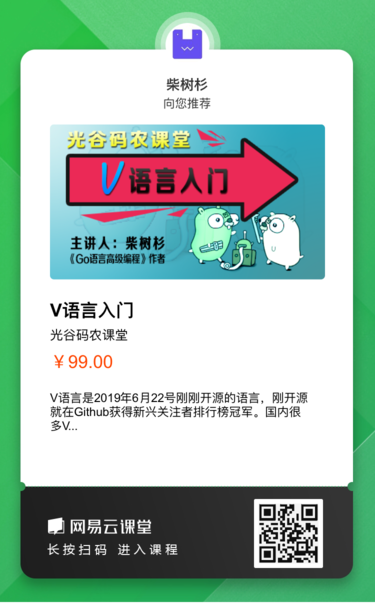 柴树杉
向您推荐
光谷码农课堂
V语言入门
主讲人：柴树杉
《Go语言高级编程》作者
V语言入门
光谷码农课堂
￥99.00
V语言是2019年6月22号刚刚开源的语言，刚开源
就在Github获得新兴关注者排行榜冠军。国内很
多V...
网易云课堂
长按扫码 进入课程